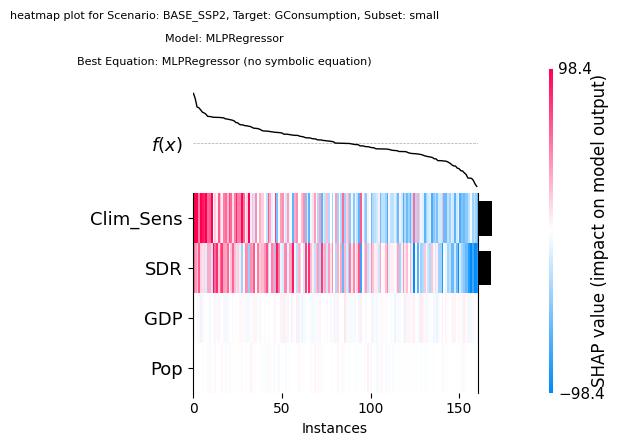 heatmap plot for Scenario: BASE_SSP2, Target: GConsumption, Subset: small
Model: MLPRegressor
Best Equation: MLPRegressor (no symbolic equation)
98.4
f(x)
Clim_Sens
SDR
GDP
Pop
SHAP value (impact on model output)
−98.4
0 50 100 150
Instances